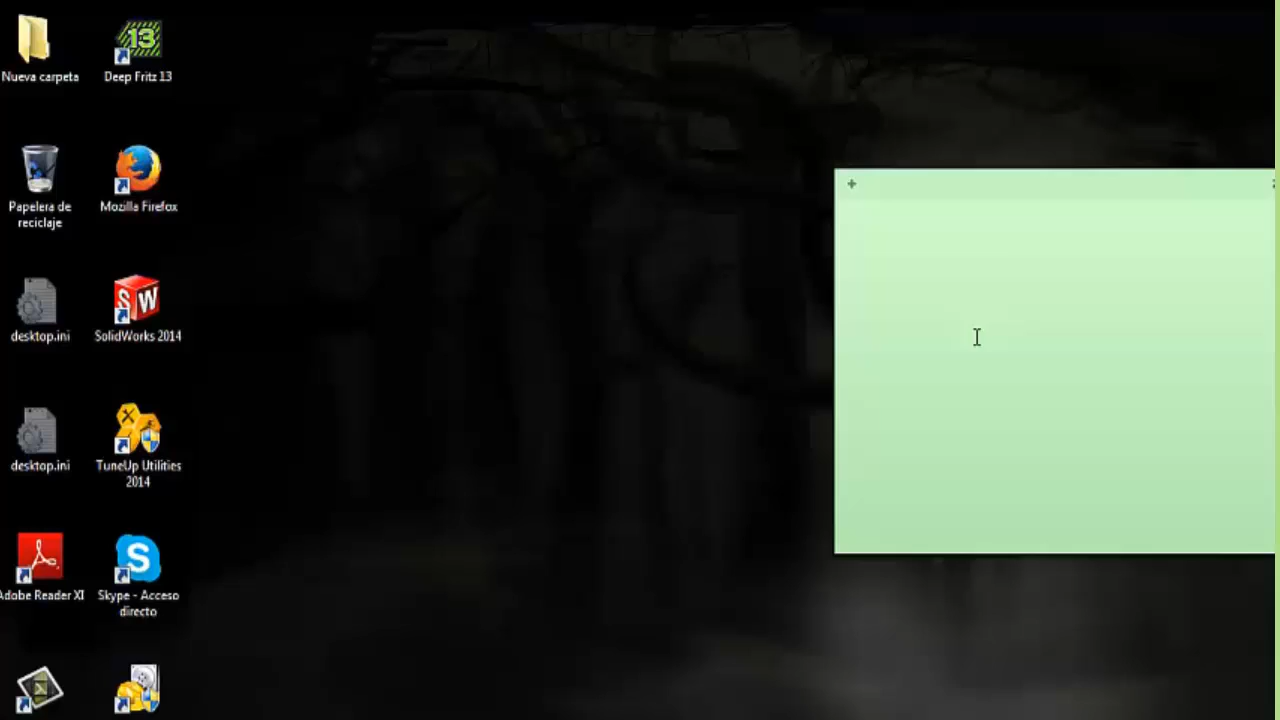 Nueva carpeta
13
Deep Fritz 13
Papelera de
reciclaje
Mozilla Firefox
desktop.ini
SW
SolidWorks 2014
desktop.ini
TuneUp Utilities
2014
Adobe Reader XI
S
Skype - Acceso
directo